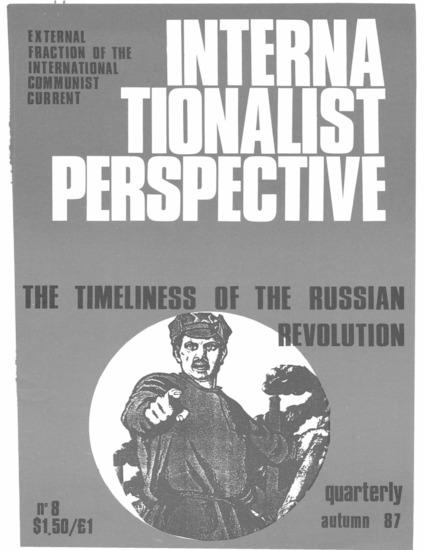 EXTERNAL
FRACTION OF THE
INTERNATIONAL
COMMUNIST
CURRENT
INTERNA
TIONALIST
PERSPECTIVE
THE TIMELINESS OF THE RUSSIAN
REVOLUTION
nº 8
$1,50/£1
quarterly
autumn 87